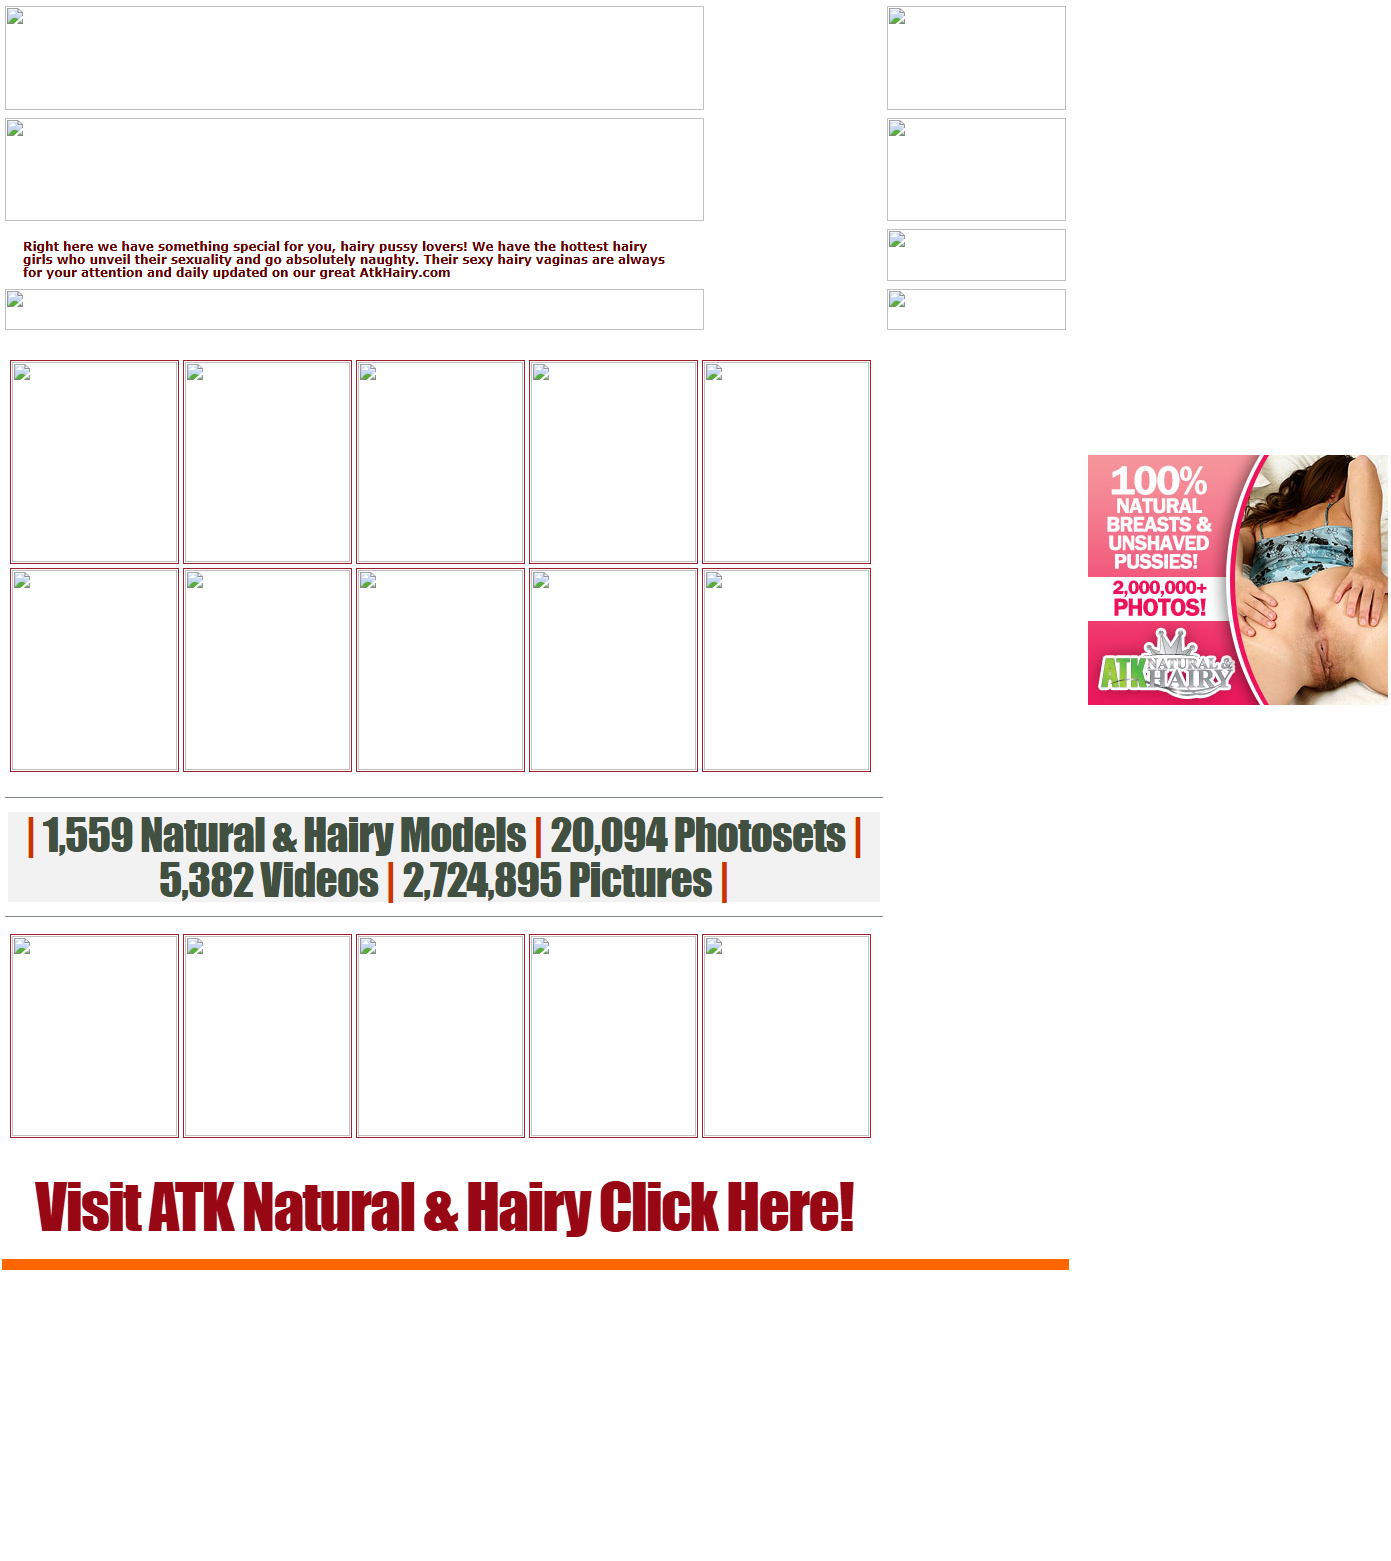 Right here we have something special for you, hairy pussy lovers! We have the hottest hairy
girls who unveil their sexuality and go absolutely naughty. Their sexy hairy vaginas are always
for your attention and daily updated on our great AtkHairy.com
100%
NATURAL
BREASTS &
UNSHAVED
PUSSIES!
2,000,000+
PHOTOS!
ATK NATURAL &
HAIRY
| 1,559 Natural & Hairy Models | 20,094 Photosets |
5,382 Videos | 2,724,895 Pictures |
Visit ATK Natural & Hairy Click Here!